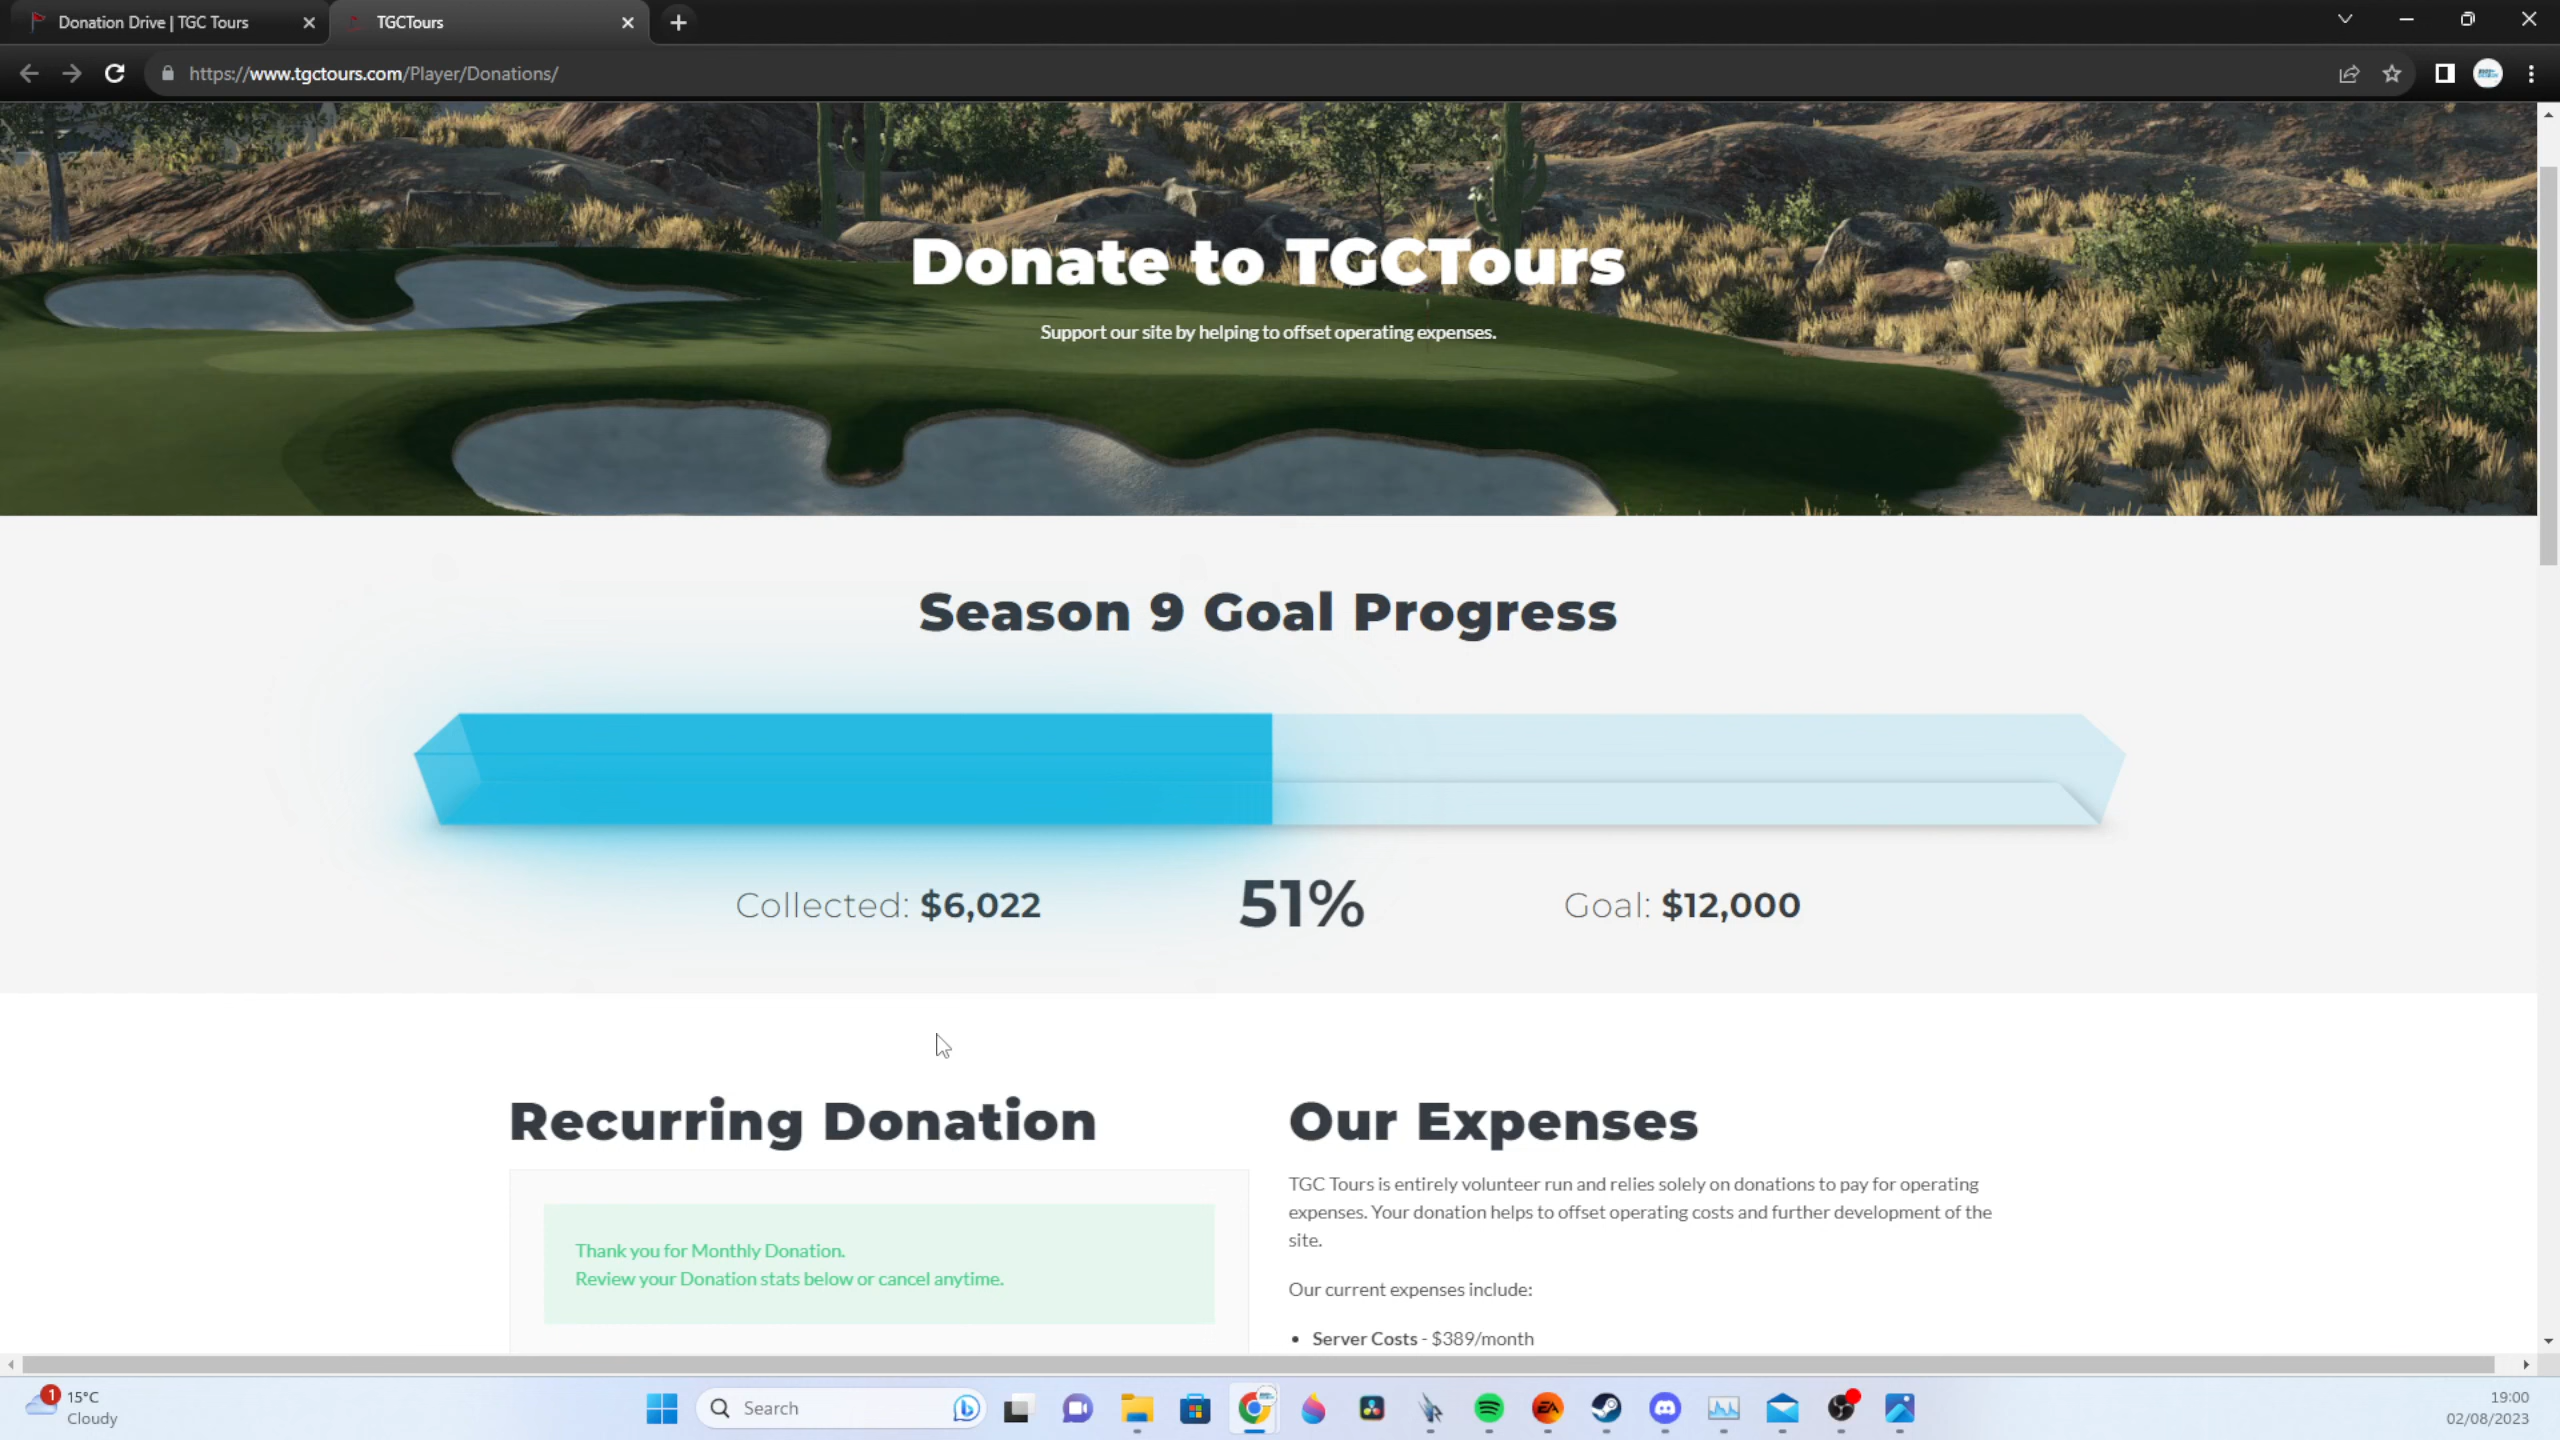 Donation Drive | TGC Tours
TGCTours
https://www.tgctours.com/Player/Donations/
Donate to TGCTours
Support our site by helping to offset operating expenses.
Season 9 Goal Progress
Collected: $6,022
51%
Goal: $12,000
Recurring Donation
Thank you for Monthly Donation.
Review your Donation stats below or cancel anytime.
Our Expenses
TGC Tours is entirely volunteer run and relies solely on donations to pay for operating
expenses. Your donation helps to offset operating costs and further development of the
site.
Our current expenses include:
• Server Costs - $389/month
1
15°C
Cloudy
Search
EA
19:00
02/08/2023